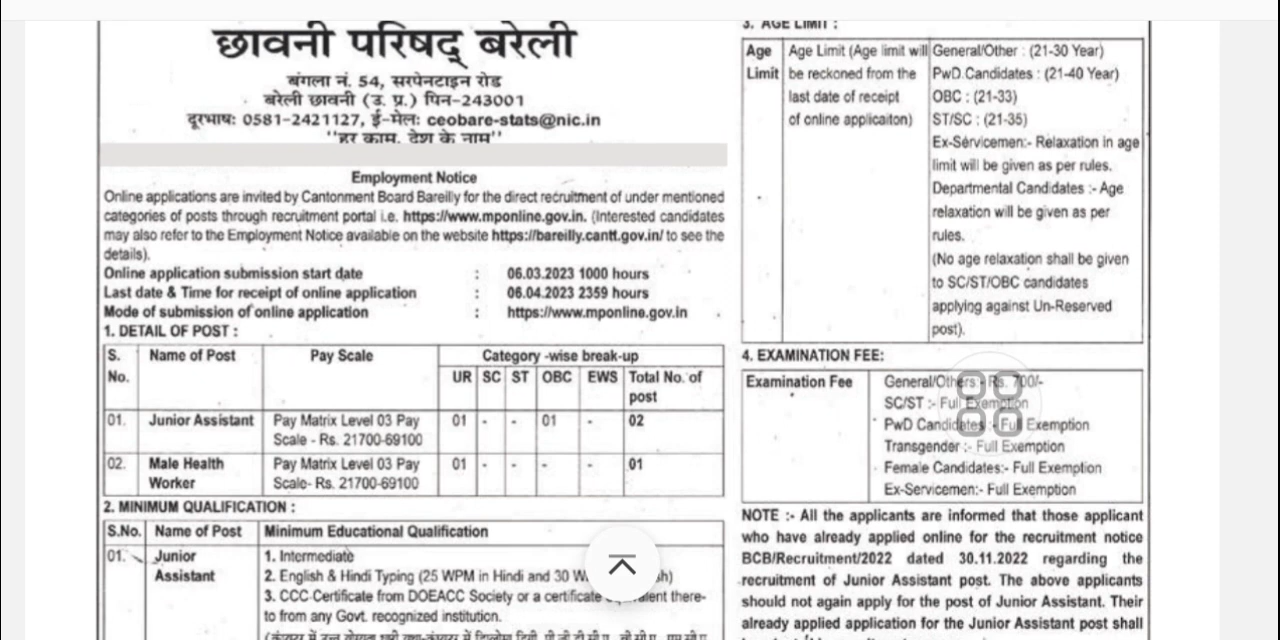 छावनी परिषद् बरेली
बंगला नं. 54, सरपेनटाइन रोड
बरेली छावनी (उ. प्र.) पिन-243001
दूरभाषः 0581-2421127, ई-मेलः ceobare-stats@nic.in
"हर काम, देश के नाम"
Employment Notice
Online applications are invited by Cantonment Board Bareilly for the direct recruitment of under mentioned
categories of posts through recruitment portal i.e. https://www.mponline.gov.in. (Interested candidates
may also refer to the Employment Notice available on the website https://bareilly.cantt.gov.in/ to see the
details).
Online application submission start date : 06.03.2023 1000 hours
Last date & Time for receipt of online application : 06.04.2023 2359 hours
Mode of submission of online application : https://www.mponline.gov.in
1. DETAIL OF POST :
S. No. Name of Post Pay Scale Category -wise break-up
UR SC ST OBC EWS Total No. of post
01. Junior Assistant Pay Matrix Level 03 Pay Scale - Rs. 21700-69100 01 - - 01 - 02
02. Male Health Worker Pay Matrix Level 03 Pay Scale- Rs. 21700-69100 01 - - - - 01
2. MINIMUM QUALIFICATION :
S.No. Name of Post Minimum Educational Qualification
01. Junior Assistant 1. Intermediate
2. English & Hindi Typing (25 WPM in Hindi and 30
3. CCC Certificate from DOEACC Society or a certificate there-
to from any Govt. recognized institution.
3. AGE LIMIT :
Age Limit
Age Limit (Age limit will
be reckoned from the
last date of receipt
of online applicaiton)
General/Other : (21-30 Year)
PwD.Candidates : (21-40 Year)
OBC : (21-33)
ST/SC : (21-35)
Ex-Servicemen:- Relaxation in age
limit will be given as per rules.
Departmental Candidates :- Age
relaxation will be given as per
rules.
(No age relaxation shall be given
to SC/ST/OBC candidates
applying against Un-Reserved
post).
4. EXAMINATION FEE:
Examination Fee
General/Others:- Rs. 700/-
SC/ST :- Full Exemption
PwD Candidates :- Full Exemption
Transgender :- Full Exemption
Female Candidates:- Full Exemption
Ex-Servicemen:- Full Exemption
NOTE :- All the applicants are informed that those applicant
who have already applied online for the recruitment notice
BCB/Recruitment/2022 dated 30.11.2022 regarding the
recruitment of Junior Assistant post. The above applicants
should not again apply for the post of Junior Assistant. Their
already applied application for the Junior Assistant post shall